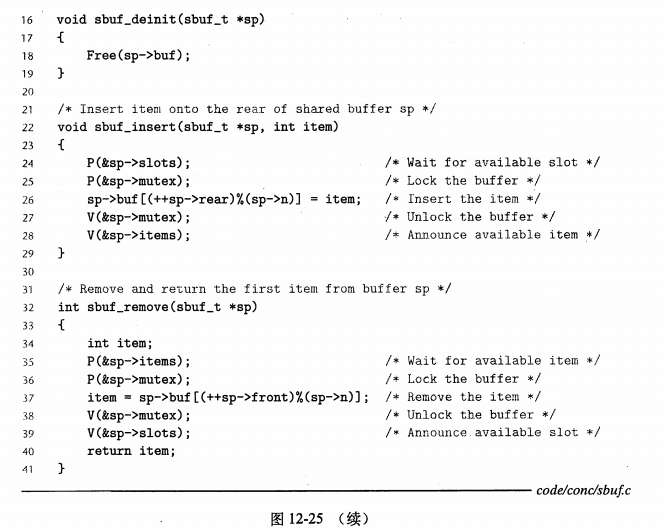 16 void sbuf_deinit(sbuf_t *sp)
17 {
18     Free(sp->buf);
19 }
20
21 /* Insert item onto the rear of shared buffer sp */
22 void sbuf_insert(sbuf_t *sp, int item)
23 {
24     P(&sp->slots);                          /* Wait for available slot */
25     P(&sp->mutex);                          /* Lock the buffer */
26     sp->buf[(++sp->rear)%(sp->n)] = item;   /* Insert the item */
27     V(&sp->mutex);                          /* Unlock the buffer */
28     V(&sp->items);                          /* Announce available item */
29 }
30
31 /* Remove and return the first item from buffer sp */
32 int sbuf_remove(sbuf_t *sp)
33 {
34     int item;
35     P(&sp->items);                          /* Wait for available item */
36     P(&sp->mutex);                          /* Lock the buffer */
37     item = sp->buf[(++sp->front)%(sp->n)];  /* Remove the item */
38     V(&sp->mutex);                          /* Unlock the buffer */
39     V(&sp->slots);                          /* Announce available slot */
40     return item;
41 }
code/conc/sbuf.c
图 12-25 （续）